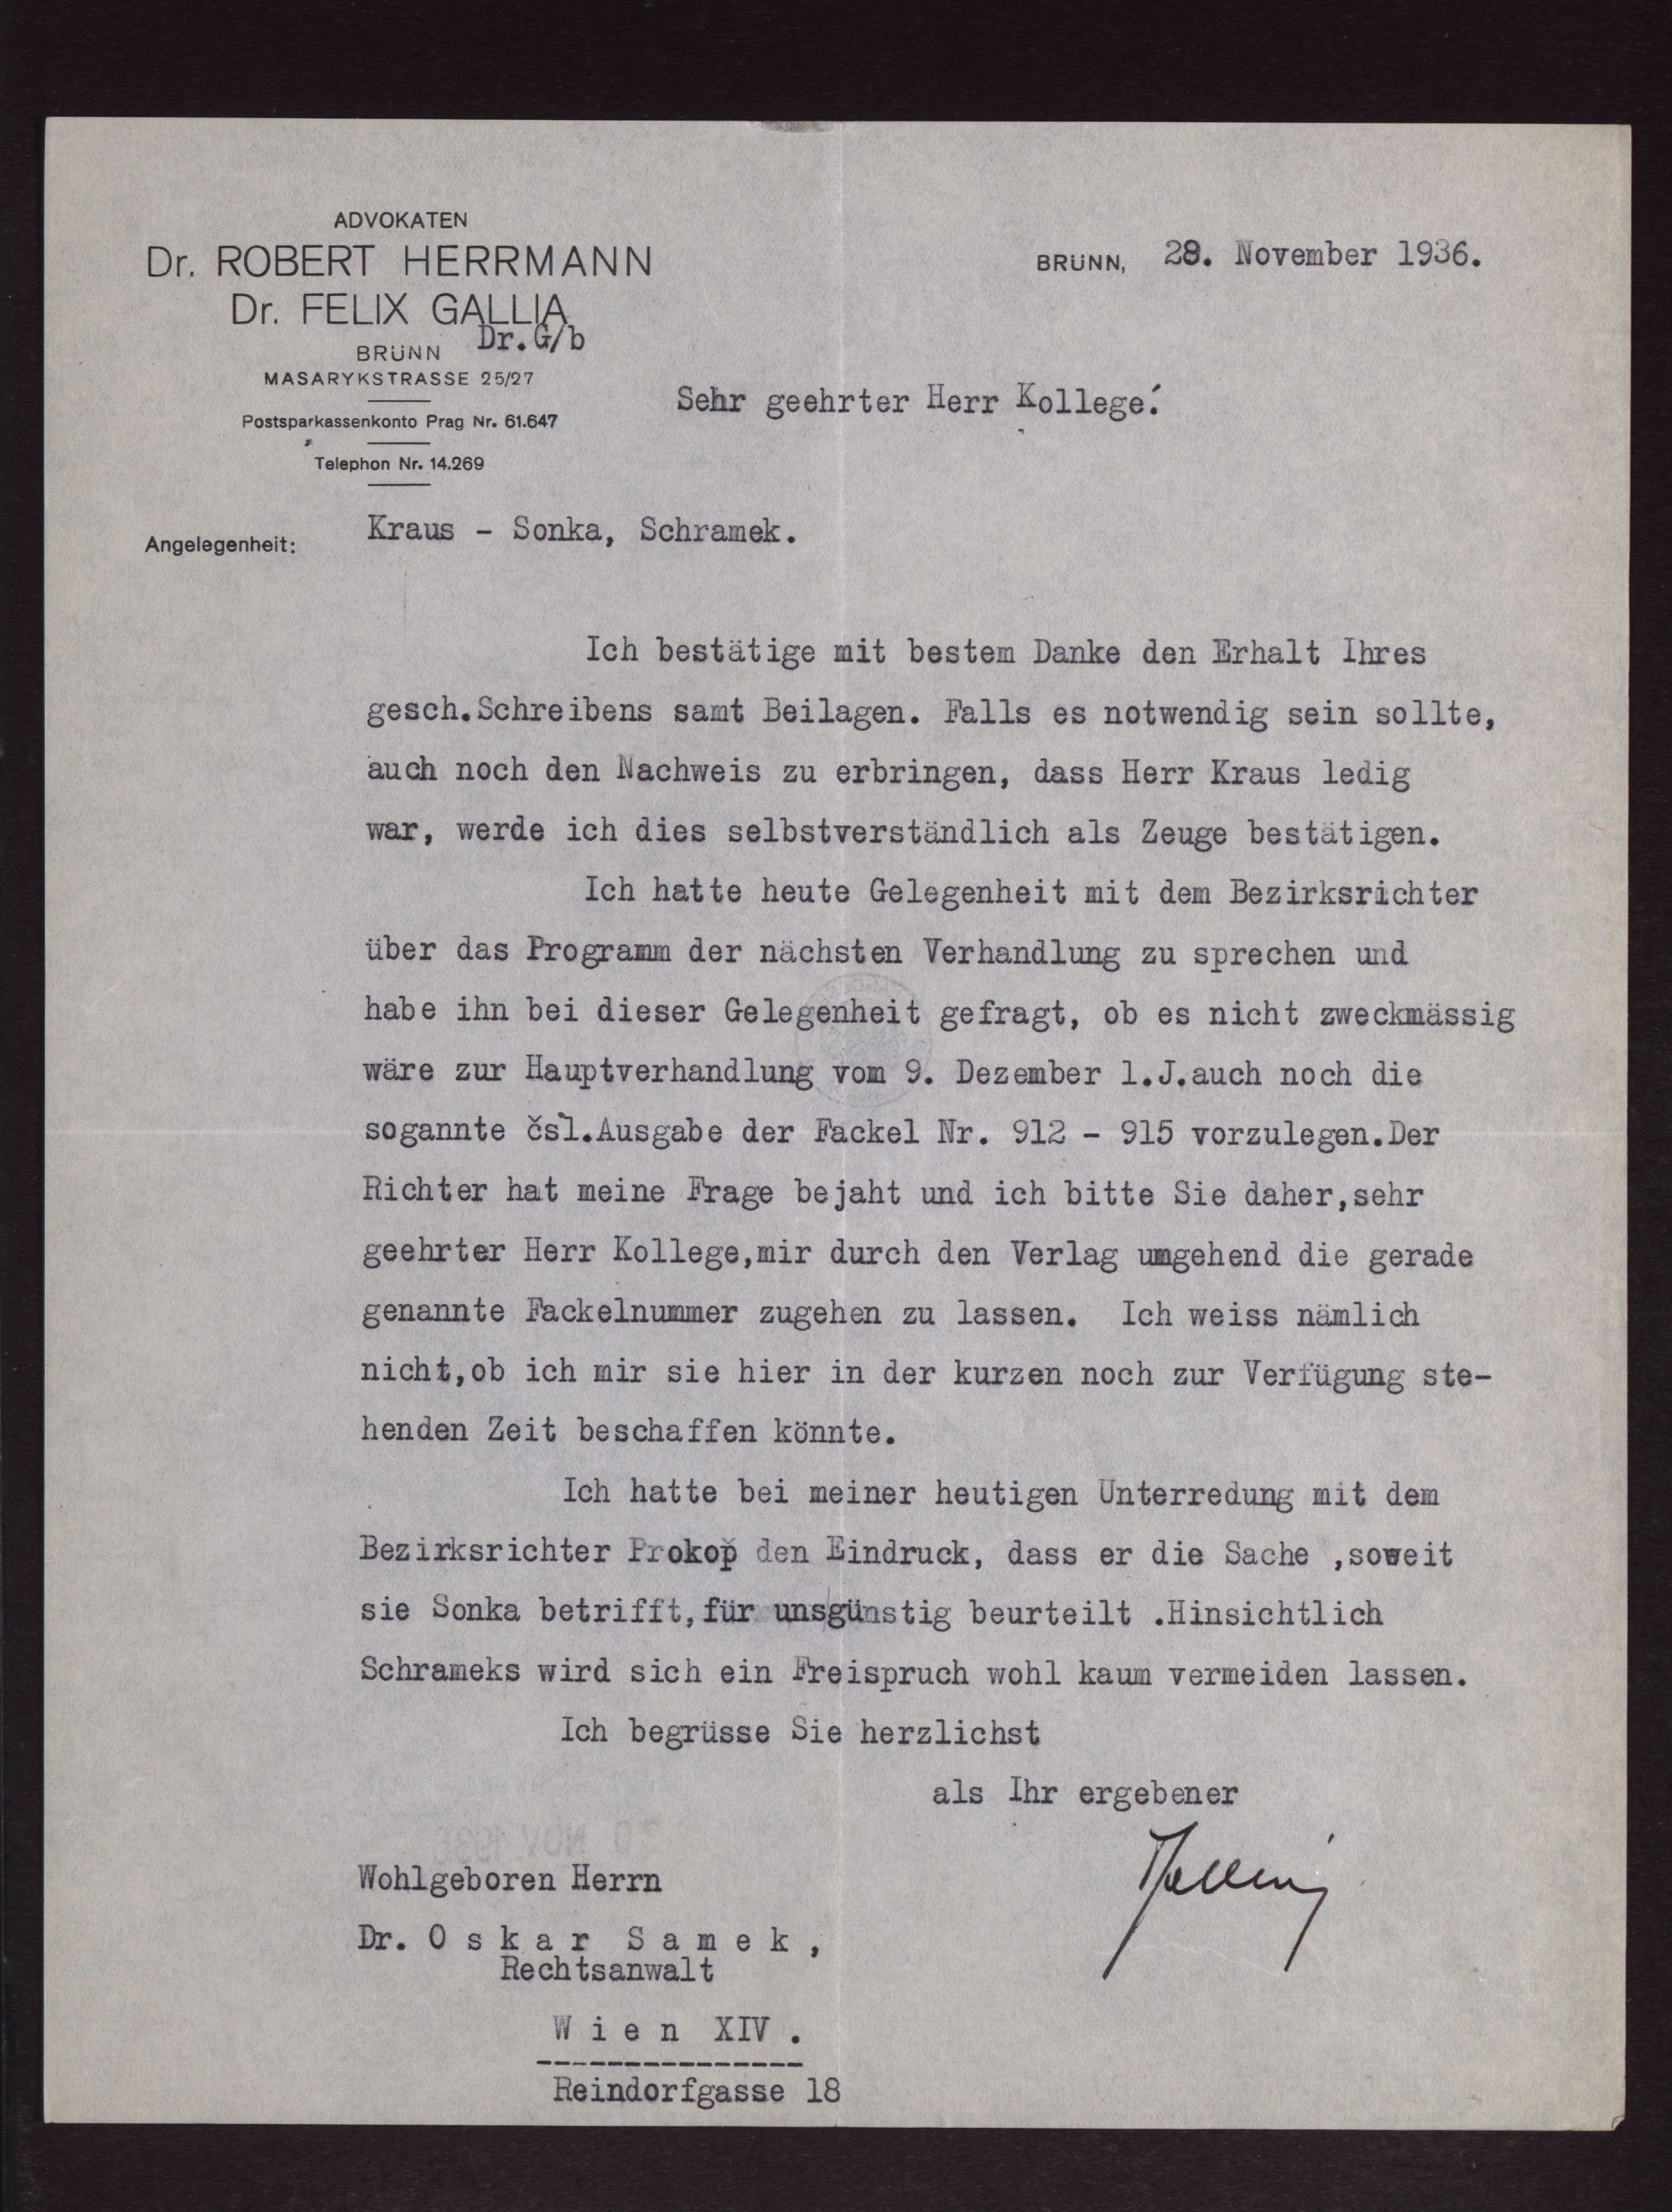 ADVOKATEN
Dr. ROBERT HERRMANN
Dr. FELIX GALLIA
Dr.G/b
BRÜNN
MASARYKSTRASSE 25/27
Postsparkassenkonto Prag Nr. 61.647
Telephon Nr. 14.269
BRÜNN, 28. November 1936.
Sehr geehrter Herr Kollege!
Angelegenheit: Kraus - Sonka, Schramek.
Ich bestätige mit bestem Danke den Erhalt Ihres
gesch.Schreibens samt Beilagen. Falls es notwendig sein sollte,
auch noch den Nachweis zu erbringen, dass Herr Kraus ledig
war, werde ich dies selbstverständlich als Zeuge bestätigen.
Ich hatte heute Gelegenheit mit dem Bezirksrichter
über das Programm der nächsten Verhandlung zu sprechen und
habe ihn bei dieser Gelegenheit gefragt, ob es nicht zweckmässig
wäre zur Hauptverhandlung vom 9. Dezember l.J.auch noch die
sogannte čsl.Ausgabe der Fackel Nr. 912 - 915 vorzulegen.Der
Richter hat meine Frage bejaht und ich bitte Sie daher,sehr
geehrter Herr Kollege,mir durch den Verlag umgehend die gerade
genannte Fackelnummer zugehen zu lassen. Ich weiss nämlich
nicht,ob ich mir sie hier in der kurzen noch zur Verfügung ste-
henden Zeit beschaffen könnte.
Ich hatte bei meiner heutigen Unterredung mit dem
Bezirksrichter Prokop den Eindruck, dass er die Sache ,soweit
sie Sonka betrifft,für uns|günstig beurteilt .Hinsichtlich
Schrameks wird sich ein Freispruch wohl kaum vermeiden lassen.
Ich begrüsse Sie herzlichst
als Ihr ergebener
Wohlgeboren Herrn
Dr. O s k a r S a m e k ,
Rechtsanwalt
W i e n XIV .
Reindorfgasse 18